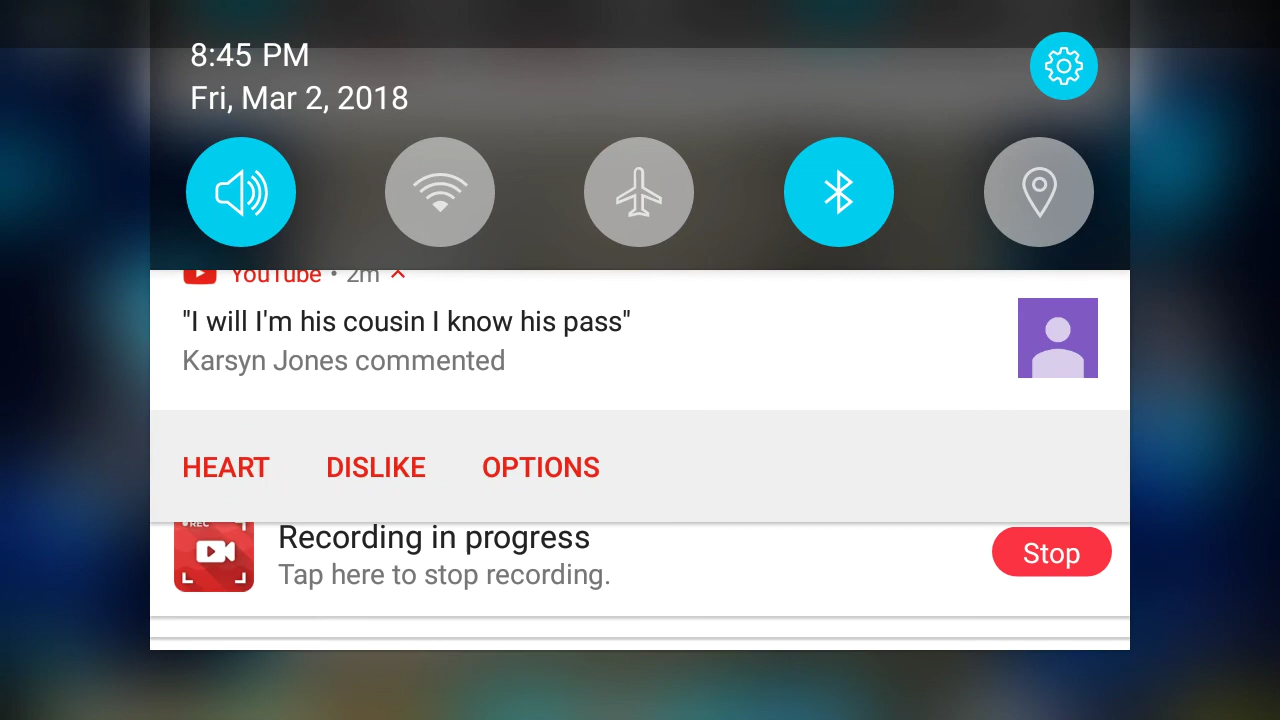 8:45 PM
Fri, Mar 2, 2018
YouTube • 2m
"I will I'm his cousin I know his pass"
Karsyn Jones commented
HEART DISLIKE OPTIONS
REC
Recording in progress
Tap here to stop recording.
Stop